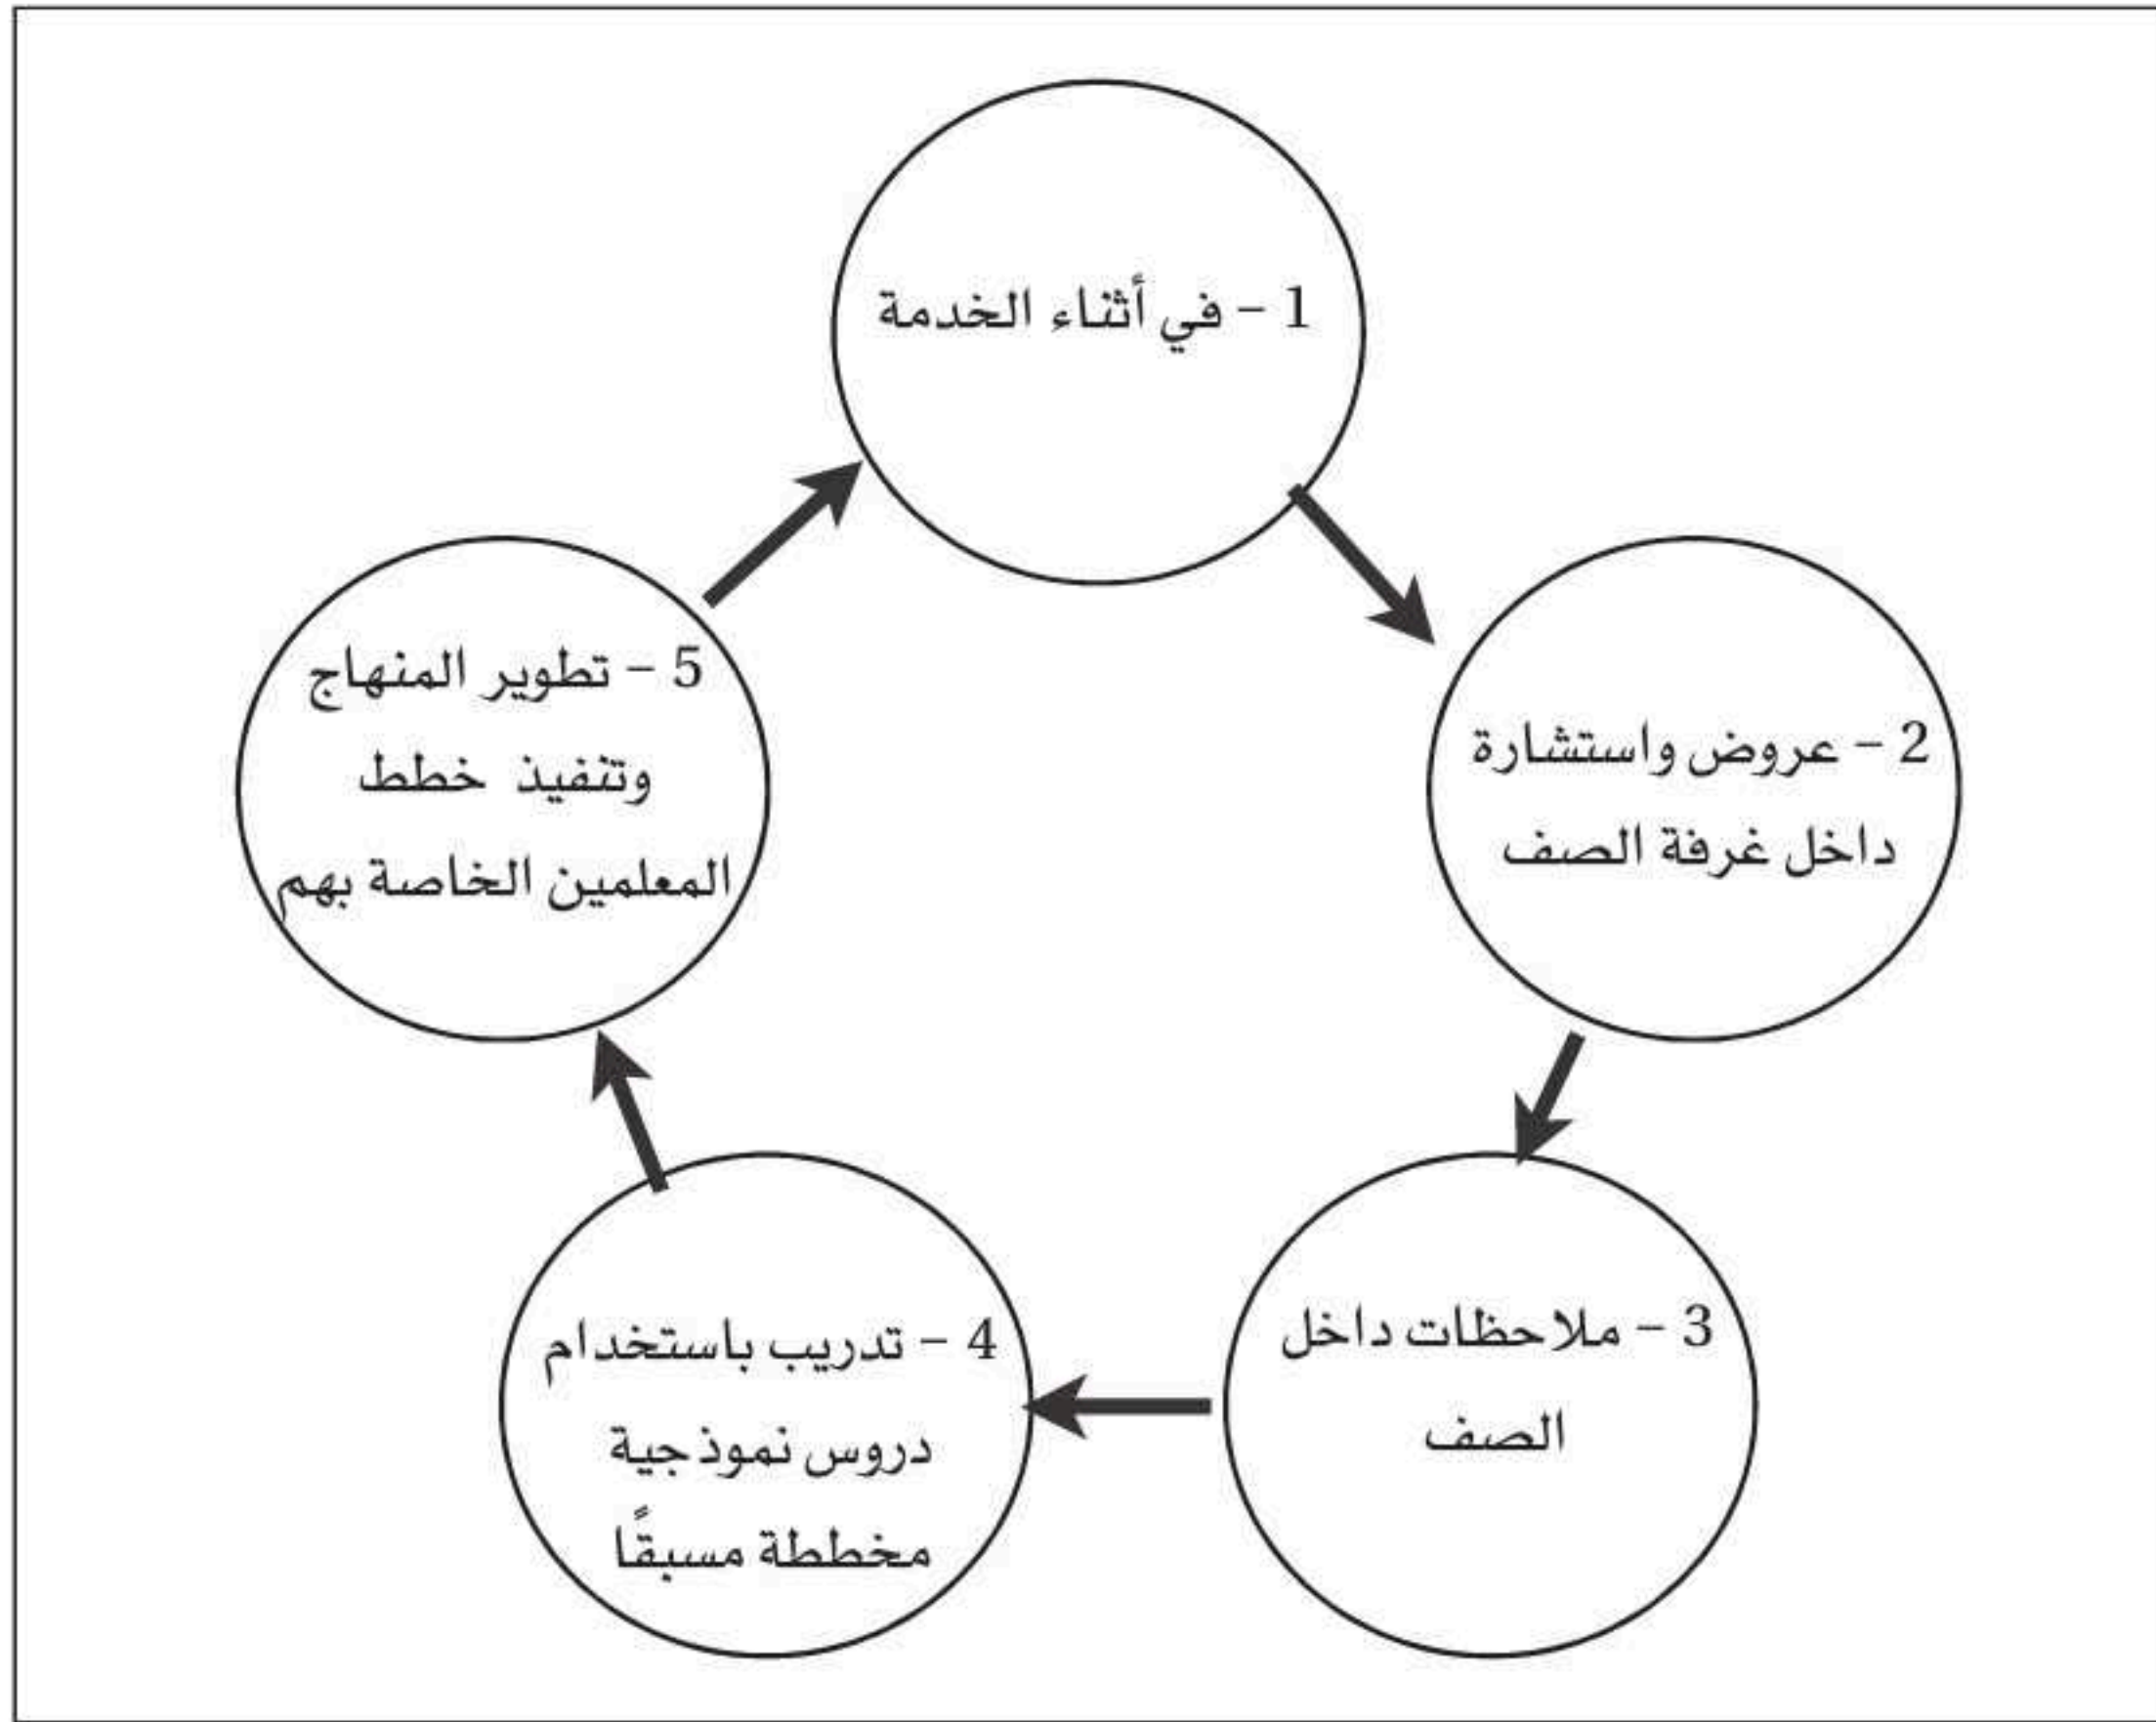 1 – في أثناء الخدمة
2 – عروض واستشارة
داخل غرفة الصف
3 – ملاحظات داخل
الصف
4 – تدريب باستخدام
دروس نموذجية
مخططة مسبقًا
5 – تطوير المنهاج
وتنفيذ خطط
المعلمين الخاصة بهم